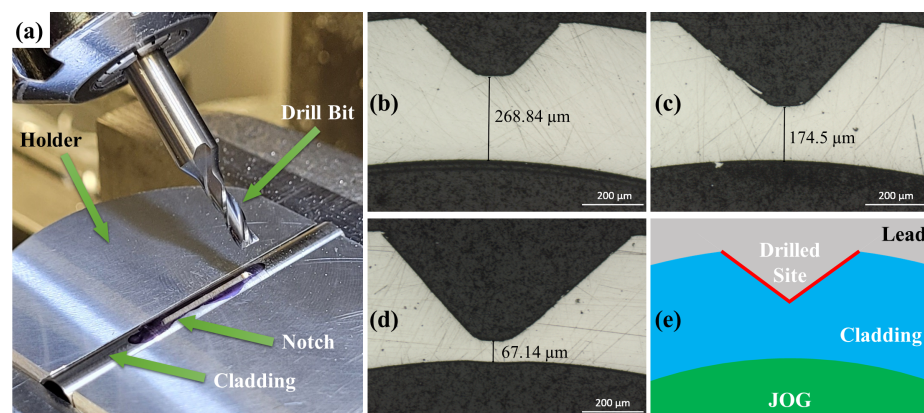 (a)
Drill Bit
Holder
Notch
Cladding
(b)
268.84 µm
200 µm
(c)
174.5 µm
200 µm
(d)
67.14 µm
200 µm
Lead
Drilled
Site
(e)
Cladding
JOG